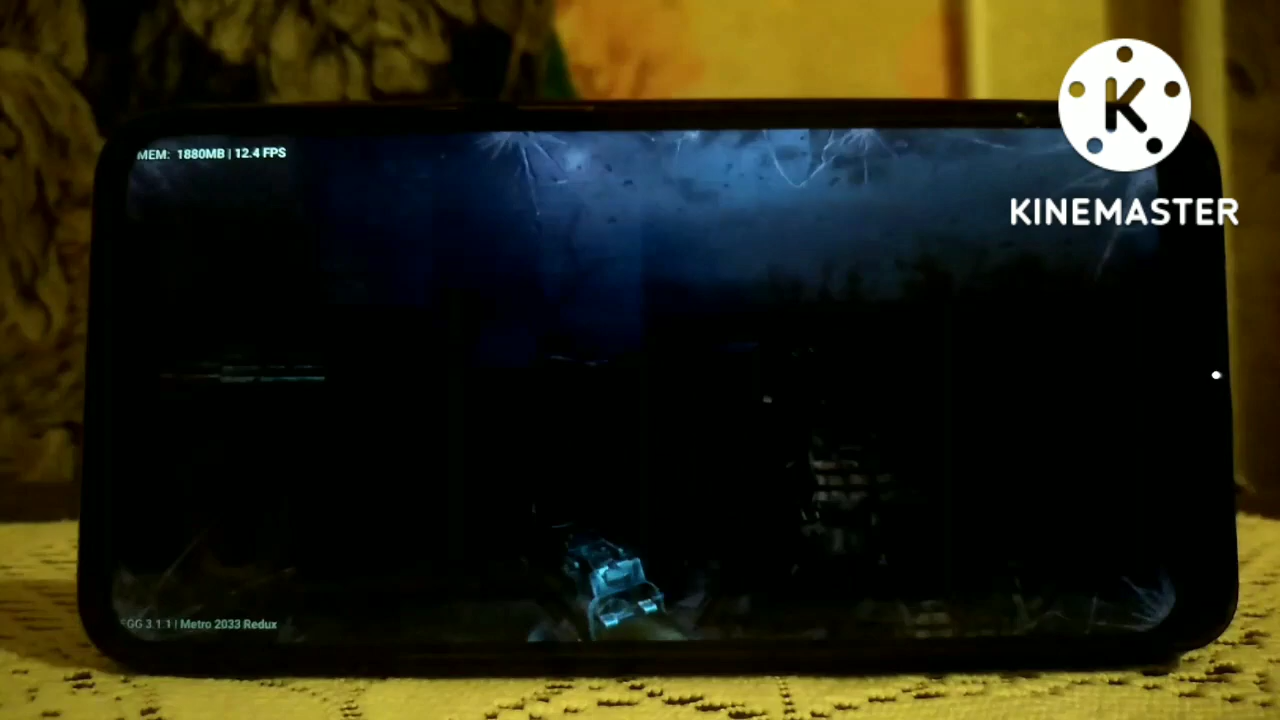 MEM: 1880MB | 12.4 FPS
K
KINEMASTER
EGG 3.1.1 | Metro 2033 Redux